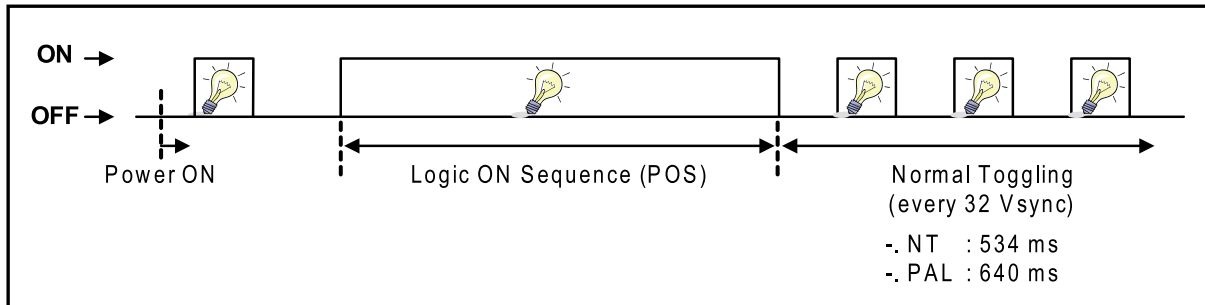 ON
OFF
Power ON
Logic ON Sequence (POS)
Normal Toggling
(every 32 Vsync)
-. NT : 534 ms
-. PAL : 640 ms